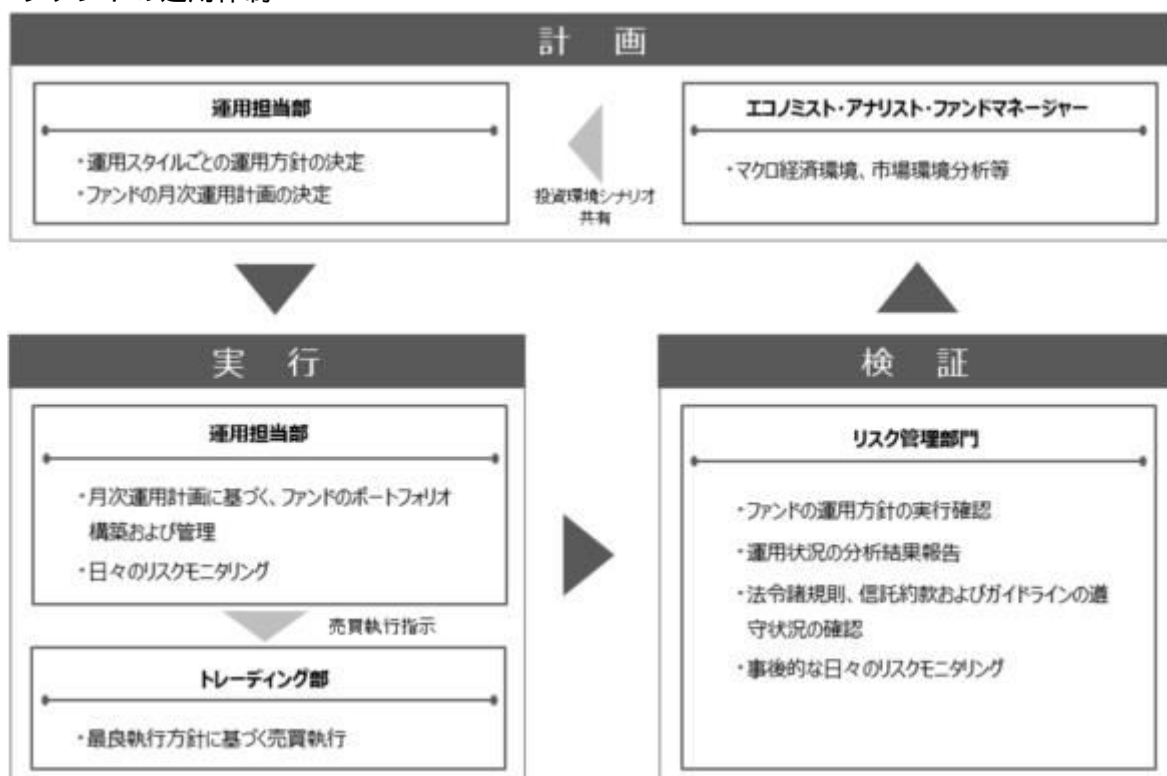 計 画
運用担当部
・運用スタイルごとの運用方針の決定
・ファンドの月次運用計画の決定
投資環境シナリオ
共有
エコノミスト・アナリスト・ファンドマネージャー
・マクロ経済環境、市場環境分析等
実 行
運用担当部
・月次運用計画に基づく、ファンドのポートフォリオ
構築および管理
・日々のリスクモニタリング
売買執行指示
トレーディング部
・最良執行方針に基づく売買執行
検 証
リスク管理部門
・ファンドの運用方針の実行確認
・運用状況の分析結果報告
・法令諸規則、信託約款およびガイドラインの遵
守状況の確認
・事後的な日々のリスクモニタリング